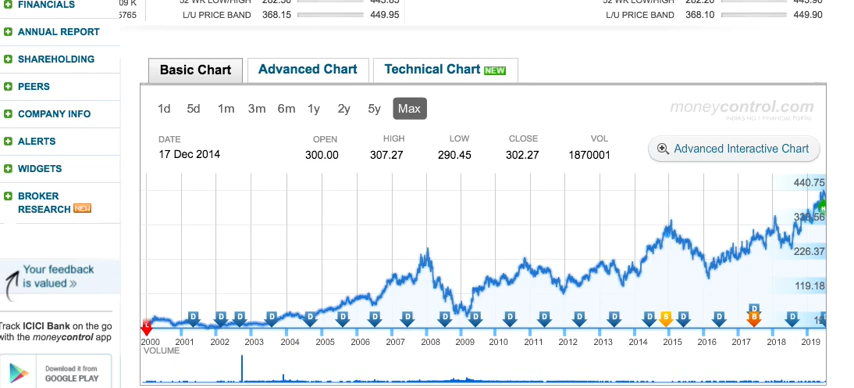 FINANCIALS
ANNUAL REPORT
SHAREHOLDING
PEERS
COMPANY INFO
ALERTS
WIDGETS
BROKER
RESEARCH NEW
Your feedback
is valued »
Track ICICI Bank on the go
with the moneycontrol app
Download it from
GOOGLE PLAY
5765
L/U PRICE BAND 368.15 449.95
L/U PRICE BAND 368.10 449.90
Basic Chart Advanced Chart Technical Chart NEW
1d 5d 1m 3m 6m 1y 2y 5y Max
moneycontrol.com
DATE OPEN HIGH LOW CLOSE VOL
17 Dec 2014 300.00 307.27 290.45 302.27 1870001
Advanced Interactive Chart
440.75
226.37
119.18
D D D D D D D D D D D D D D D D D D
B B
2000 2001 2002 2003 2004 2005 2006 2007 2008 2009 2010 2011 2012 2013 2014 2015 2016 2017 2018 2019
VOLUME